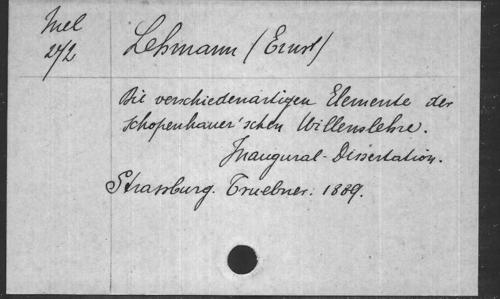 Mel
272
Lehmann (Ernst)
Die verschiedenartigen Elemente der
Schopenhauer'schen Willenslehre.
Inaugural-Dissertation.
Strassburg. Truebner. 1889.